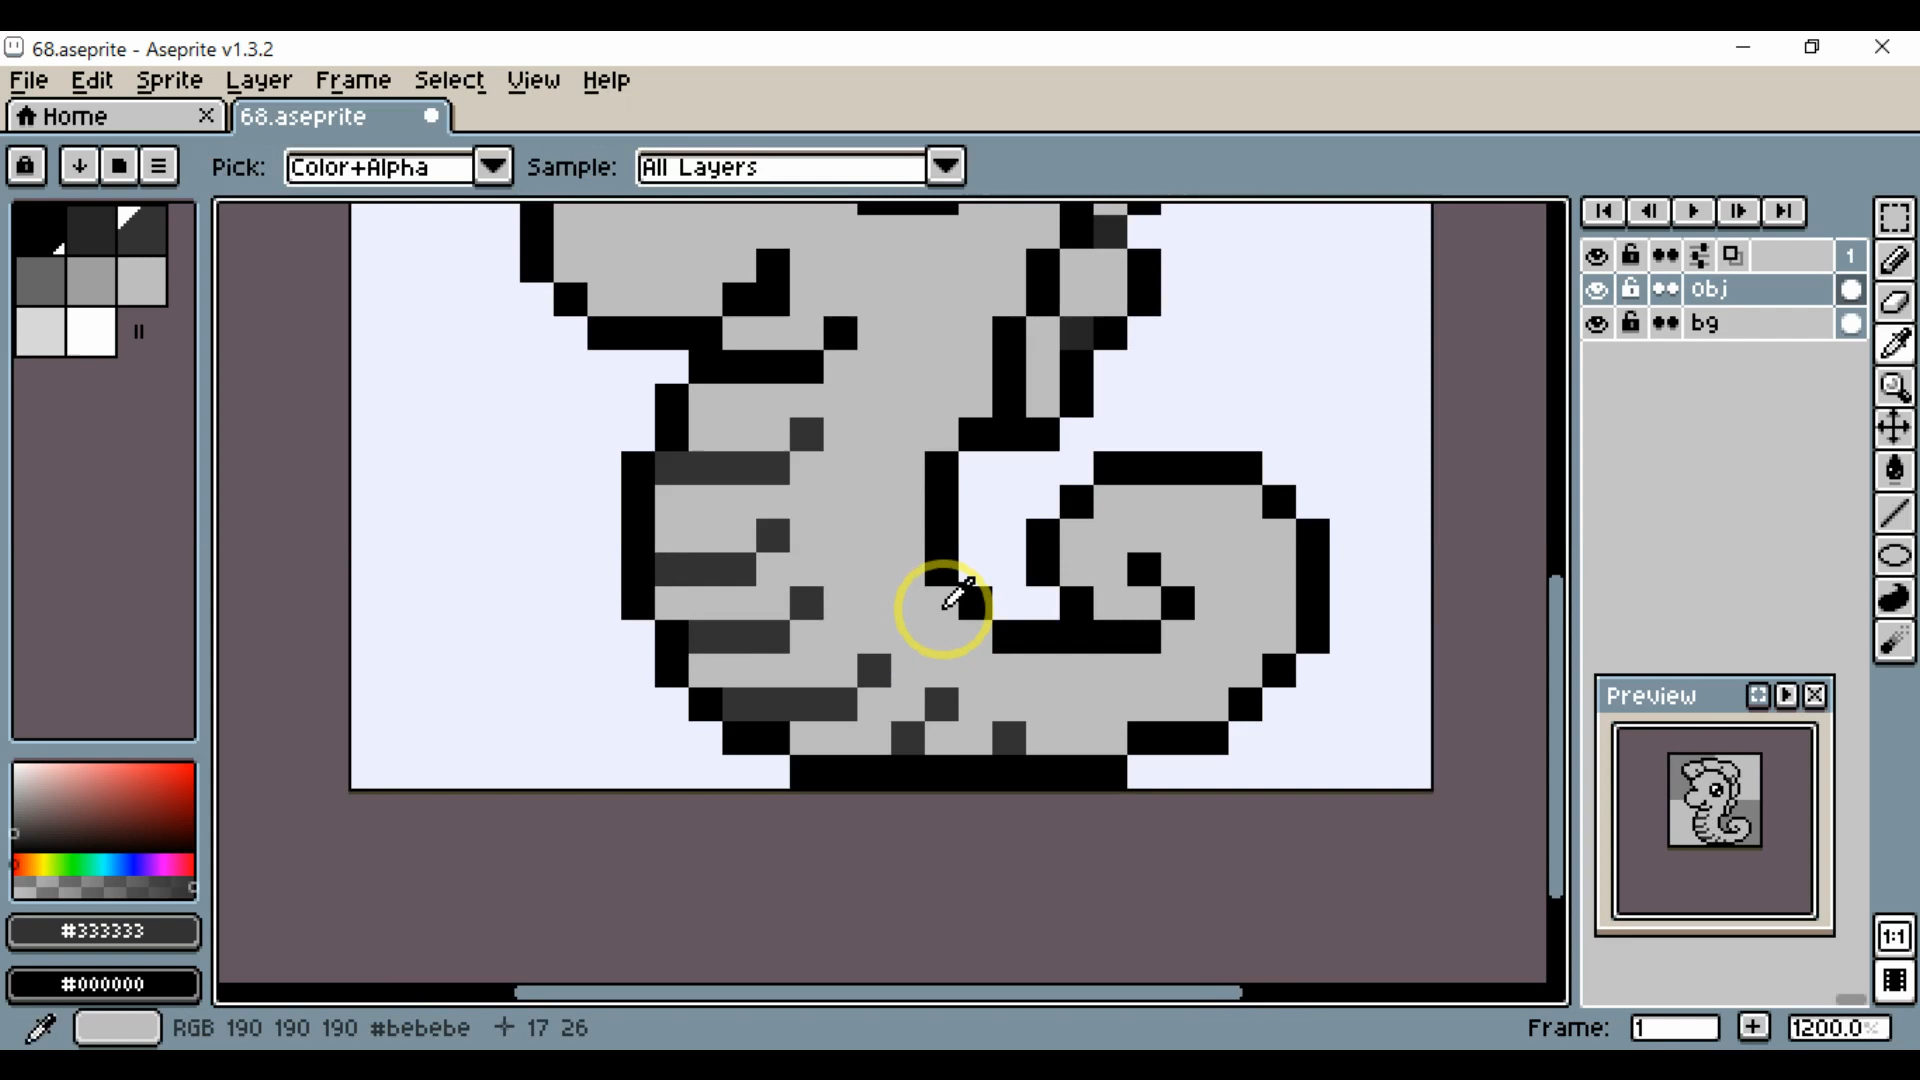 68.aseprite - Aseprite v1.3.2
File Edit Sprite Layer Frame Select View Help
Home 68.aseprite
Pick: Color+Alpha Sample: All Layers
1
obj
bg
Preview
#333333
#000000
1:1
RGB 190 190 190 #bebebe 17 26
Frame: 1 1200.0%